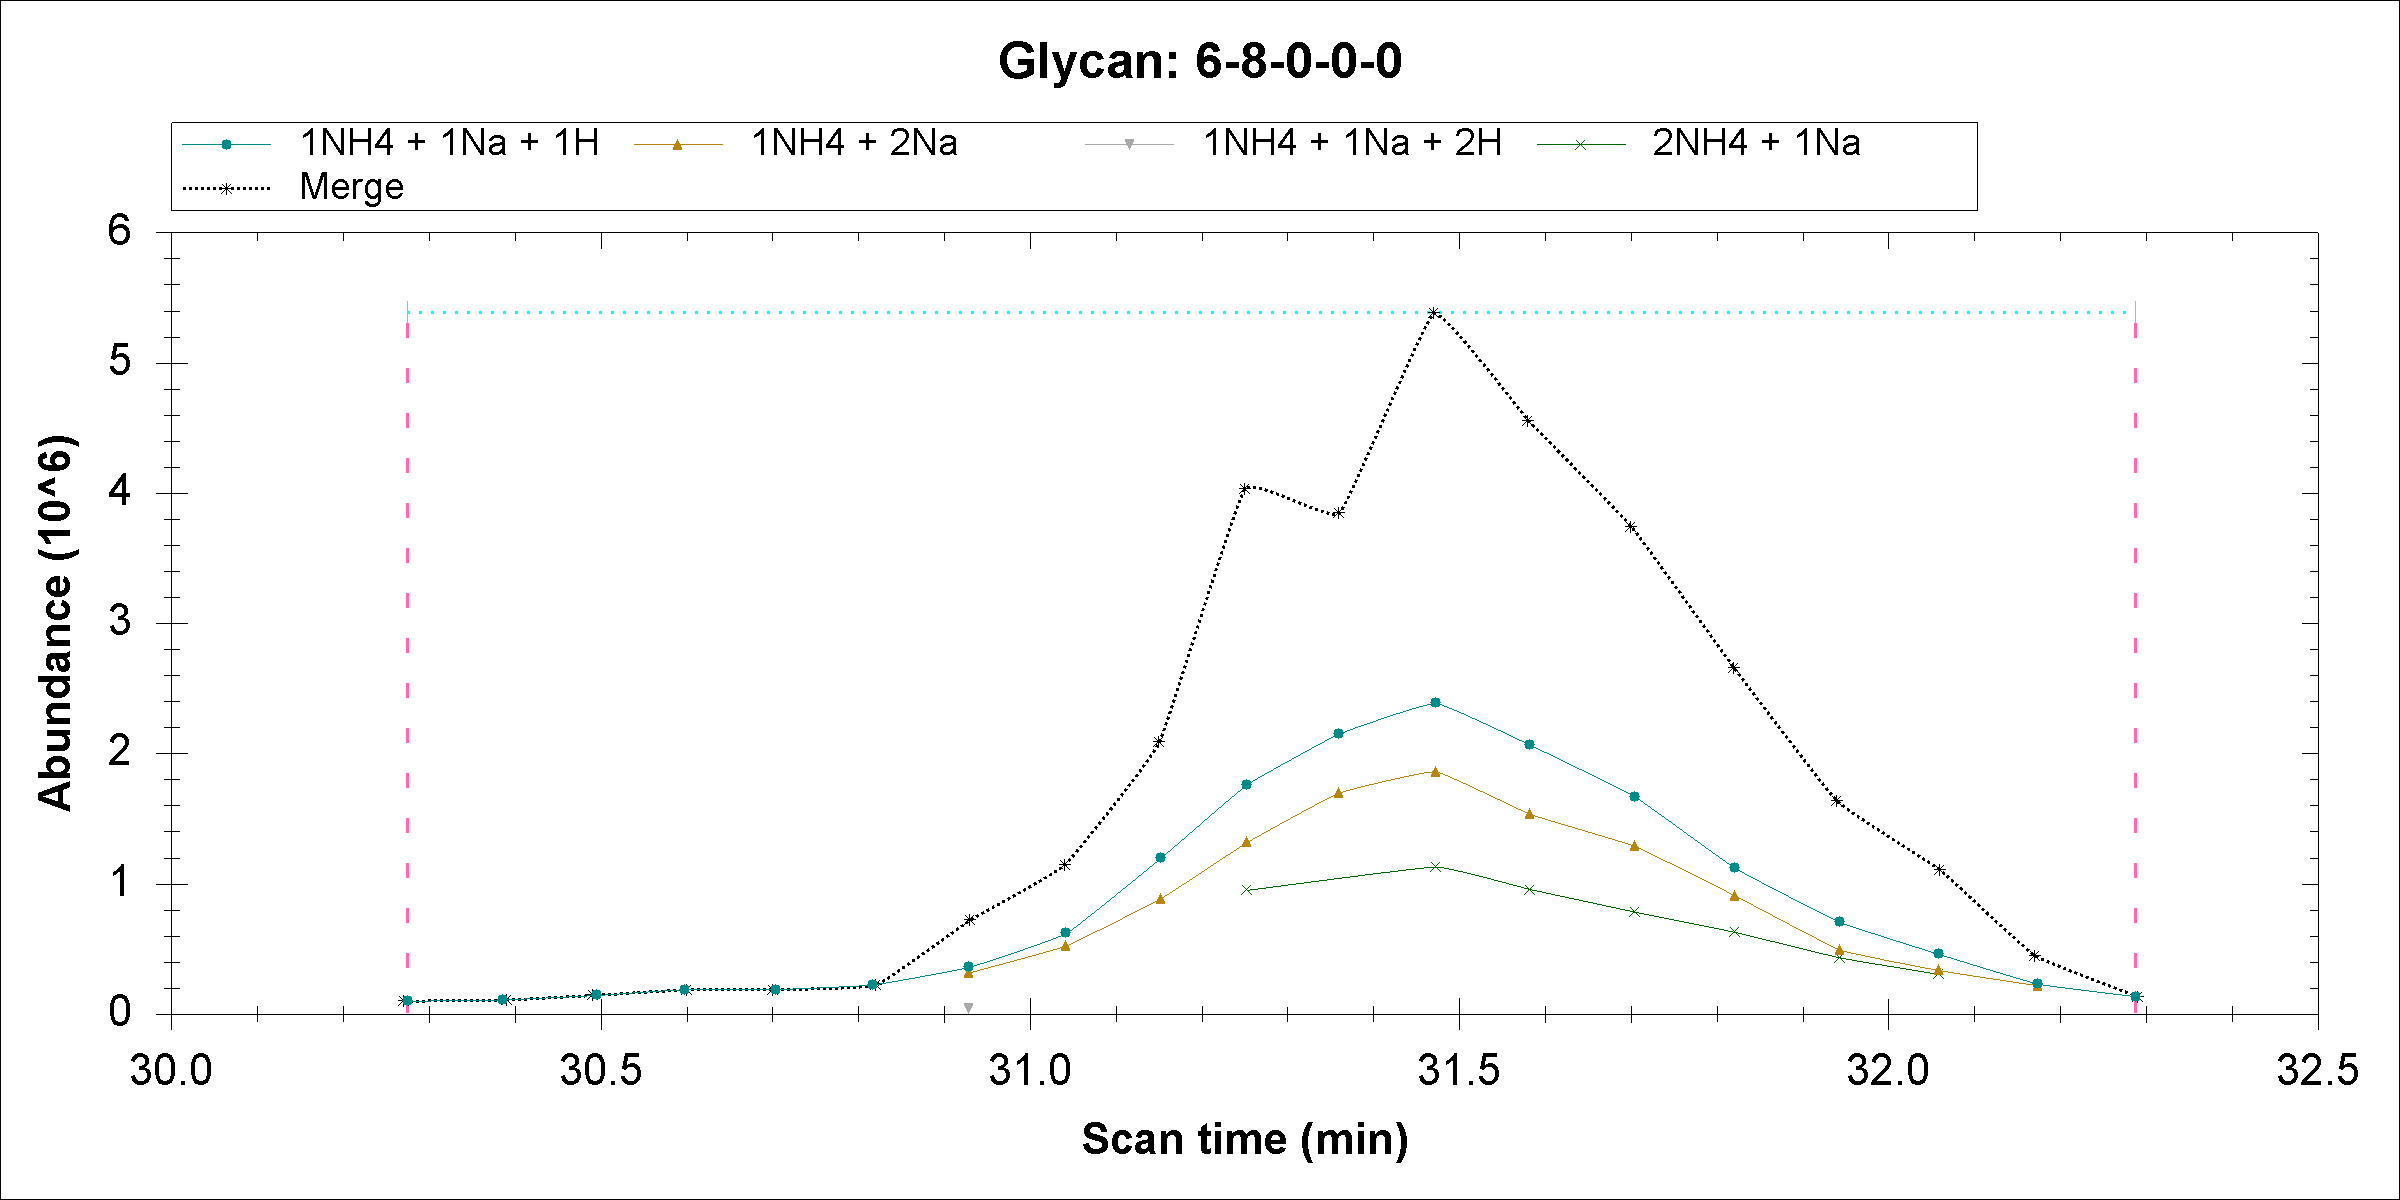 Glycan: 6-8-0-0-0
1NH4 + 1Na + 1H 1NH4 + 2Na 1NH4 + 1Na + 2H 2NH4 + 1Na
Merge
6
5
4
3
2
1
0
Abundance (10^6)
30.0 30.5 31.0 31.5 32.0 32.5
Scan time (min)